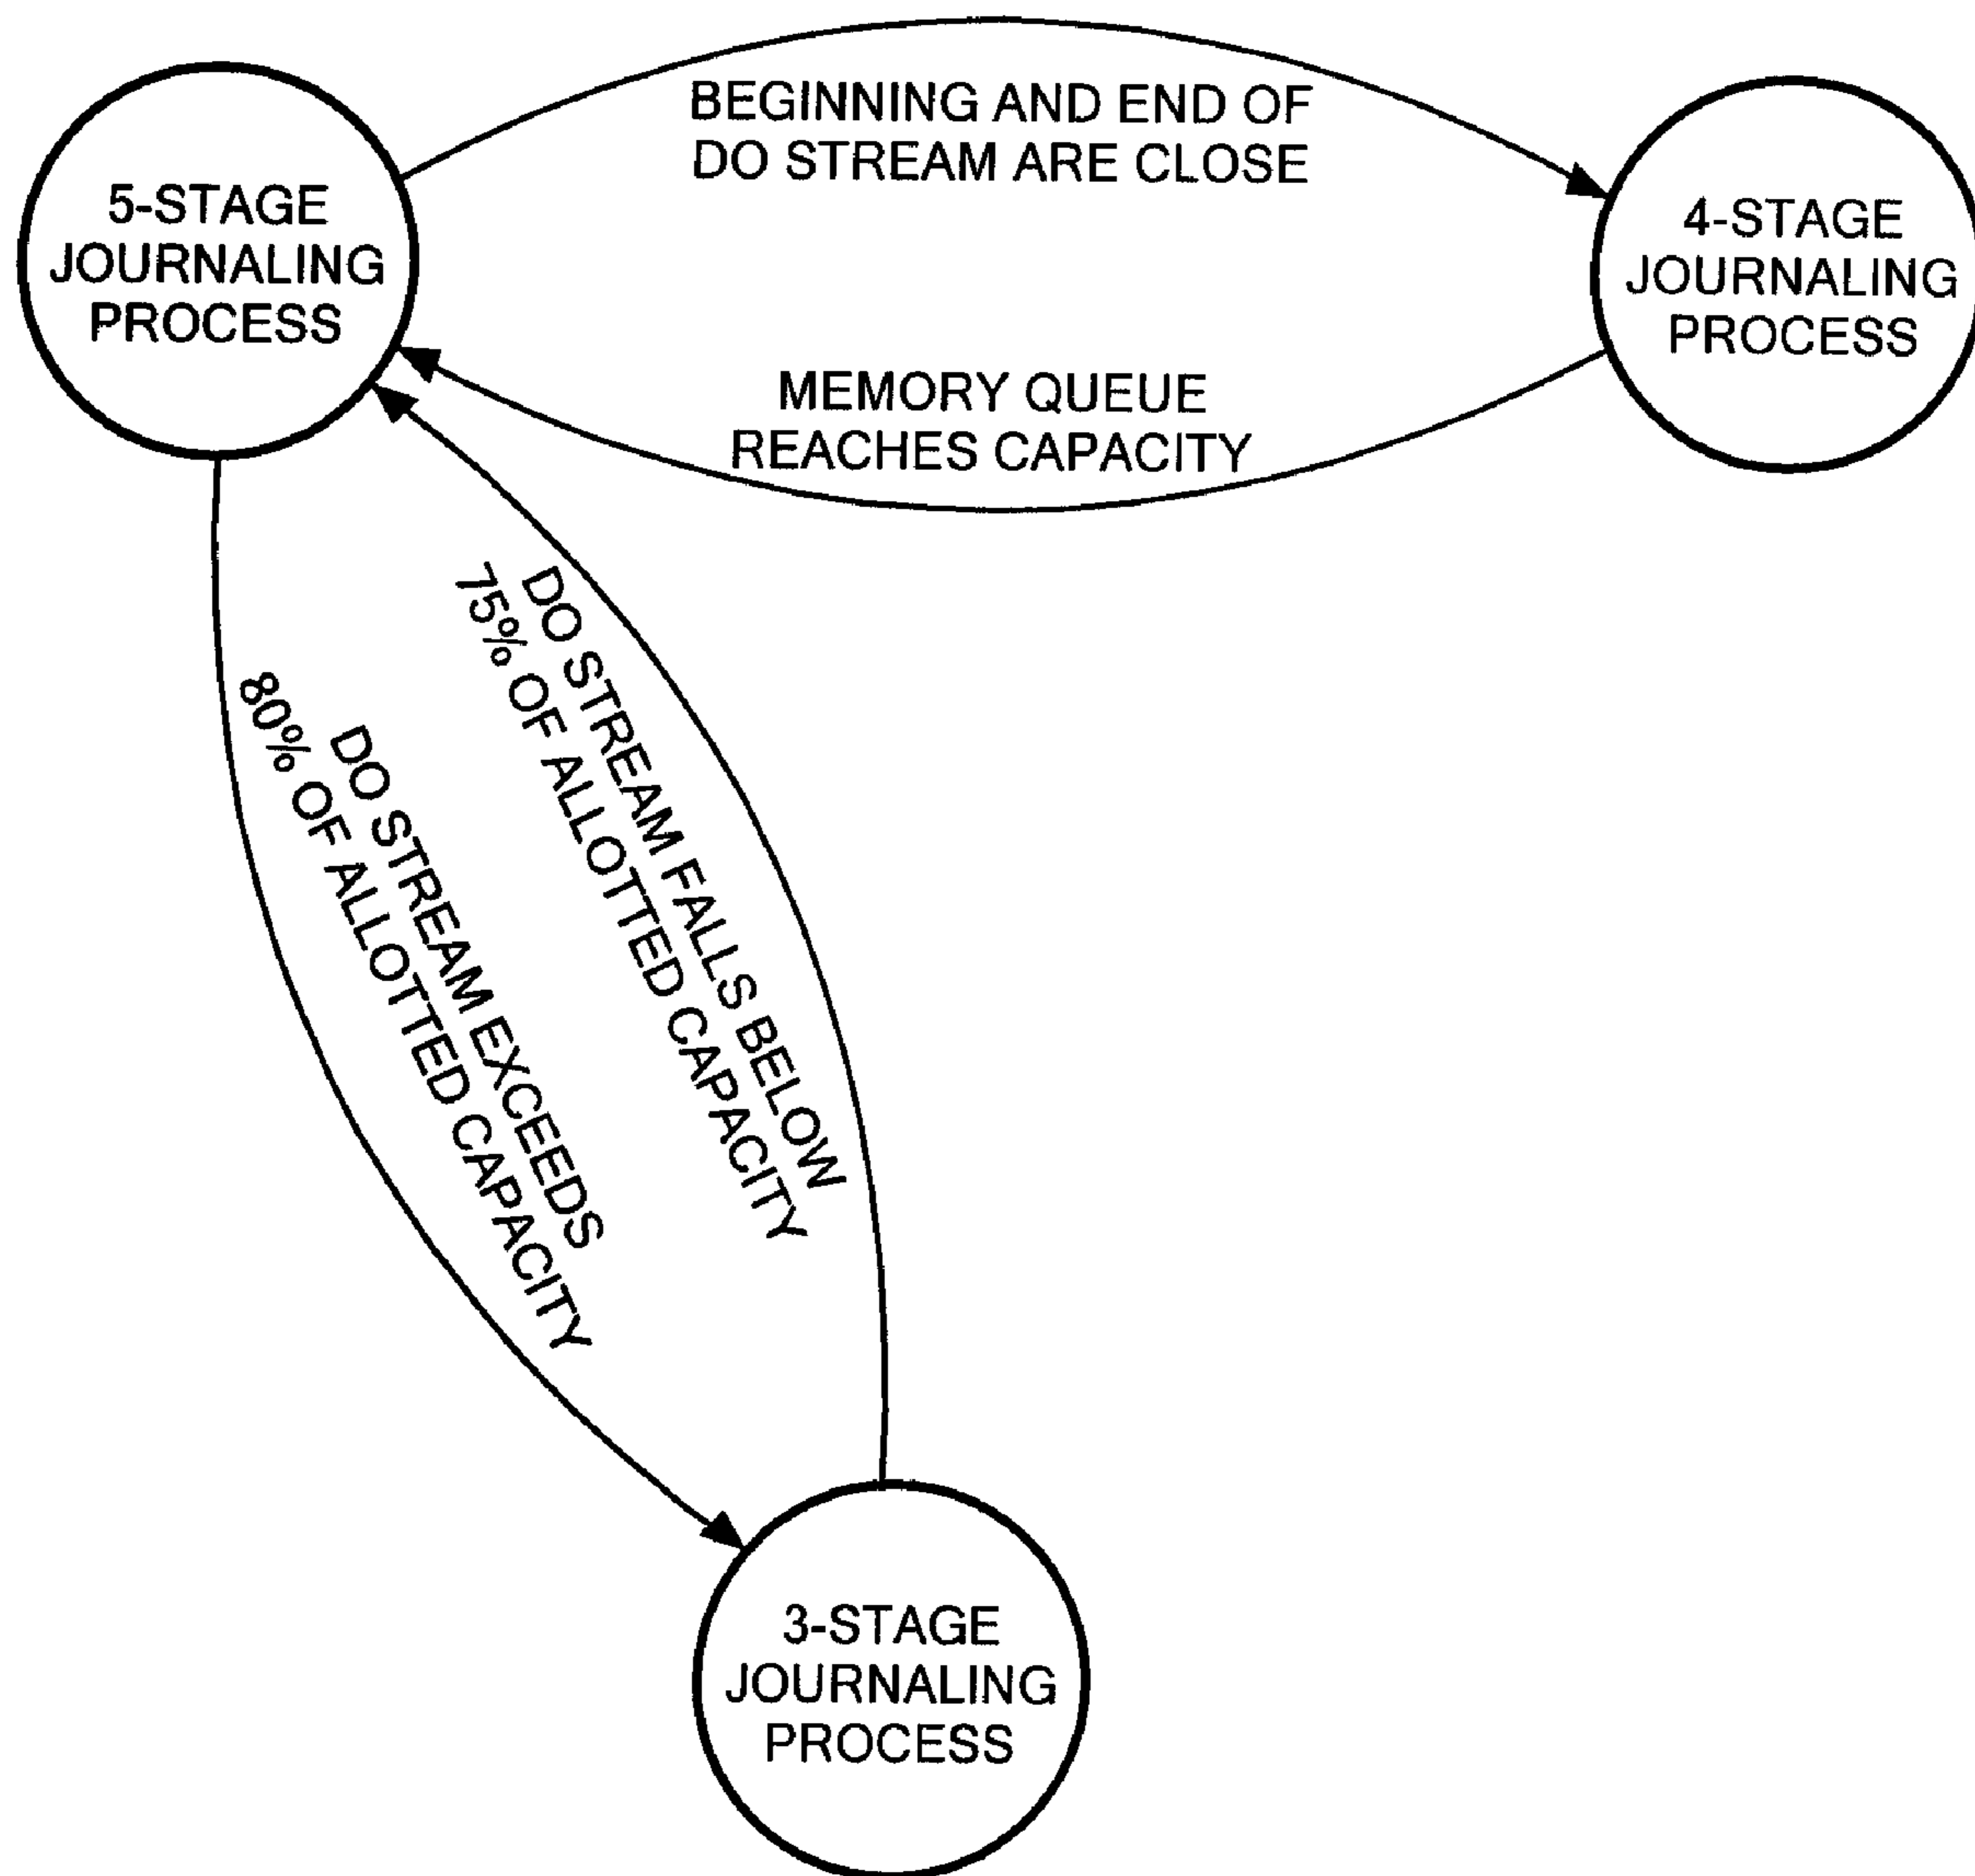 BEGINNING AND END OF
DO STREAM ARE CLOSE
5-STAGE
JOURNALING
PROCESS
4-STAGE
JOURNALING
PROCESS
MEMORY QUEUE
REACHES CAPACITY
DO STREAM FALLS BELOW
75% OF ALLOTTED CAPACITY
DO STREAM EXCEEDS
80% OF ALLOTTED CAPACITY
3-STAGE
JOURNALING
PROCESS